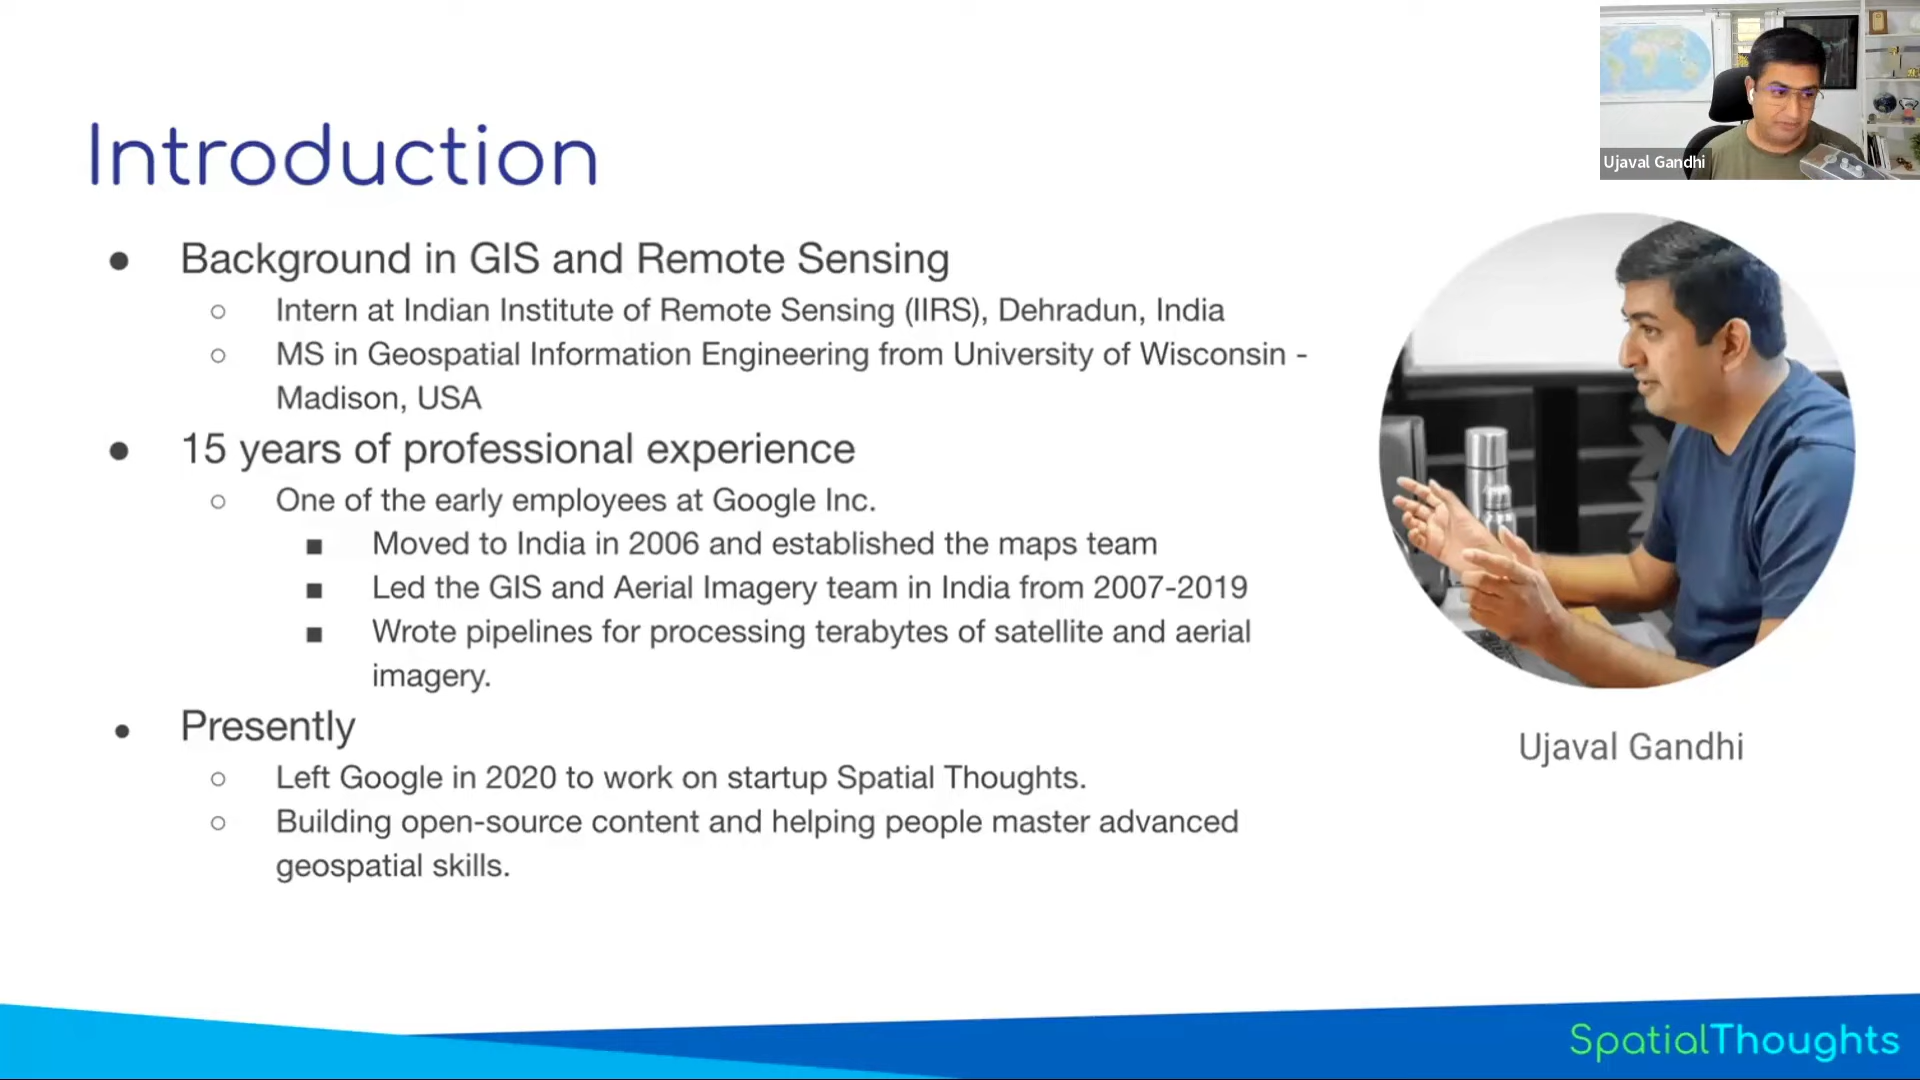 Introduction
Background in GIS and Remote Sensing
Intern at Indian Institute of Remote Sensing (IIRS), Dehradun, India
MS in Geospatial Information Engineering from University of Wisconsin -
Madison, USA
15 years of professional experience
One of the early employees at Google Inc.
Moved to India in 2006 and established the maps team
Led the GIS and Aerial Imagery team in India from 2007-2019
Wrote pipelines for processing terabytes of satellite and aerial
imagery.
Presently
Left Google in 2020 to work on startup Spatial Thoughts.
Building open-source content and helping people master advanced
geospatial skills.
Ujaval Gandhi
Ujaval Gandhi
SpatialThoughts